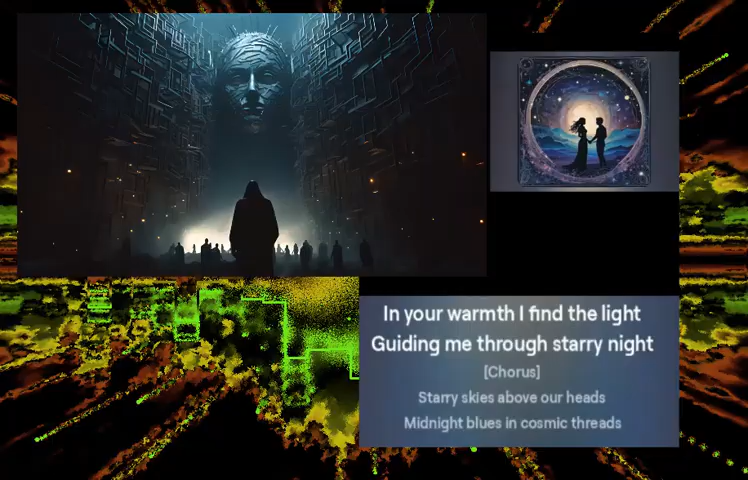 In your warmth I find the light
Guiding me through starry night
[Chorus]
Starry skies above our heads
Midnight blues in cosmic threads